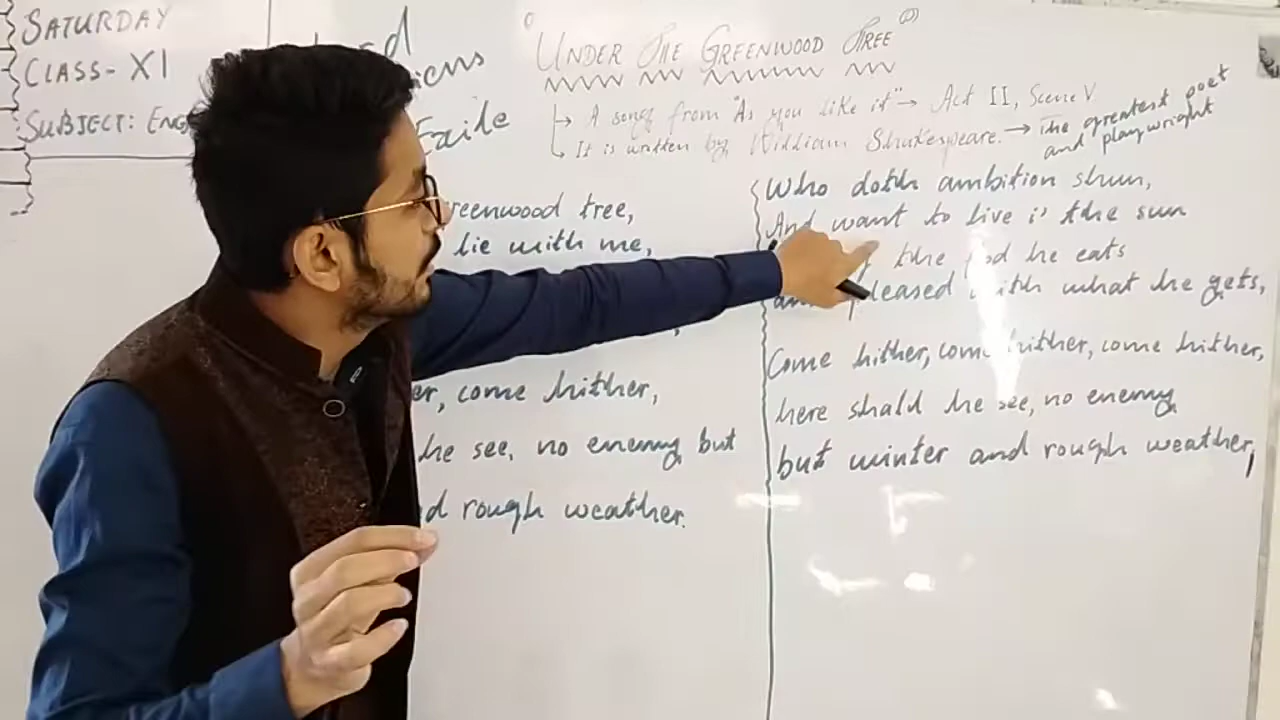 SATURDAY
CLASS- XI
SUBJECT: ENG
Exile
"UNDER THE GREENWOOD TREE"
A song from "As you like it" → Act II, Scene V.
It is written by William Shakespeare. → The greatest poet
and playwright
reenwood tree,
lie with me,
er, come hither,
he see, no enemy but
d rough weather.
Who doth ambition shun,
And want to live i' the sun
the food he eats
and pleased with what he gets,
Come hither, come hither, come hither,
here shall he see, no enemy
but winter and rough weather,